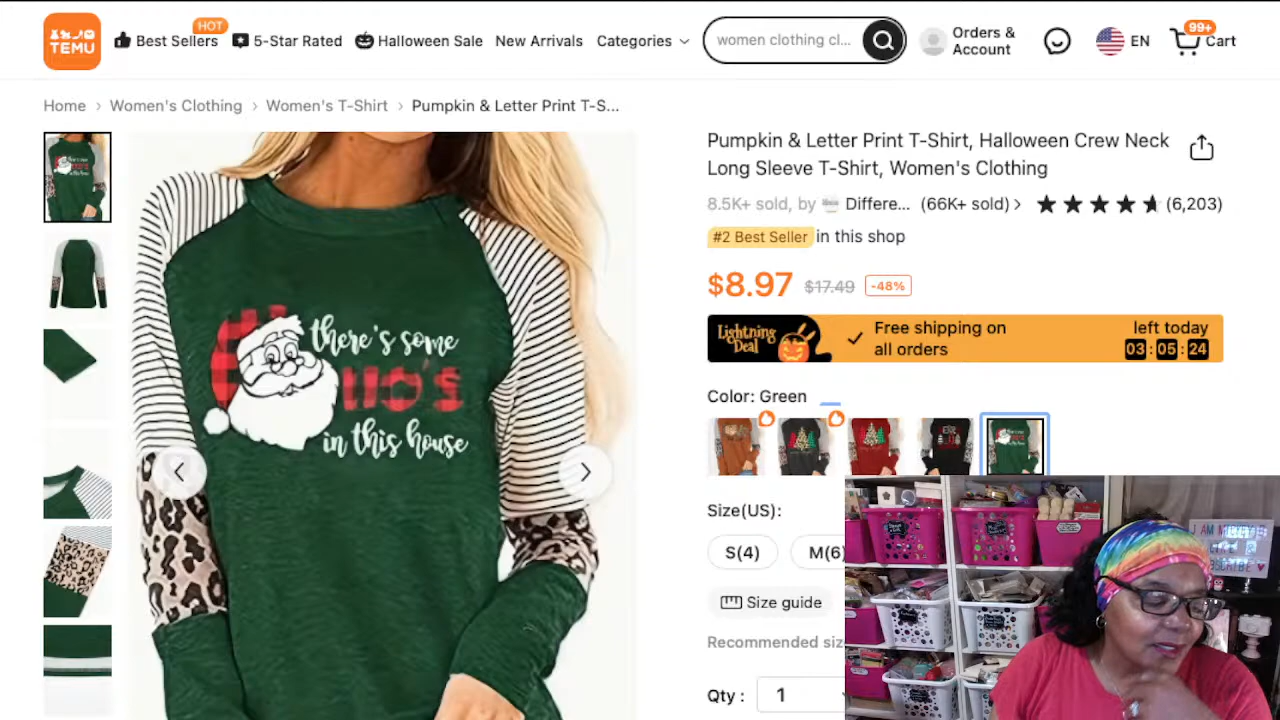 HOT
TEMU
Best Sellers
5-Star Rated
Halloween Sale
New Arrivals
Categories
women clothing cl...
Orders &
Account
EN
99+
Cart
Home › Women's Clothing › Women's T-Shirt › Pumpkin & Letter Print T-S...
Pumpkin & Letter Print T-Shirt, Halloween Crew Neck
Long Sleeve T-Shirt, Women's Clothing
8.5K+ sold, by Differe... (66K+ sold) › (6,203)
#2 Best Seller in this shop
$8.97 $17.49 -48%
Lightning
Deal
Free shipping on
all orders
left today
03:05:24
Color: Green
there's some
HO's
in this house
Size(US):
S(4)
M(6)
Size guide
Recommended siz
Qty : 1
I AM